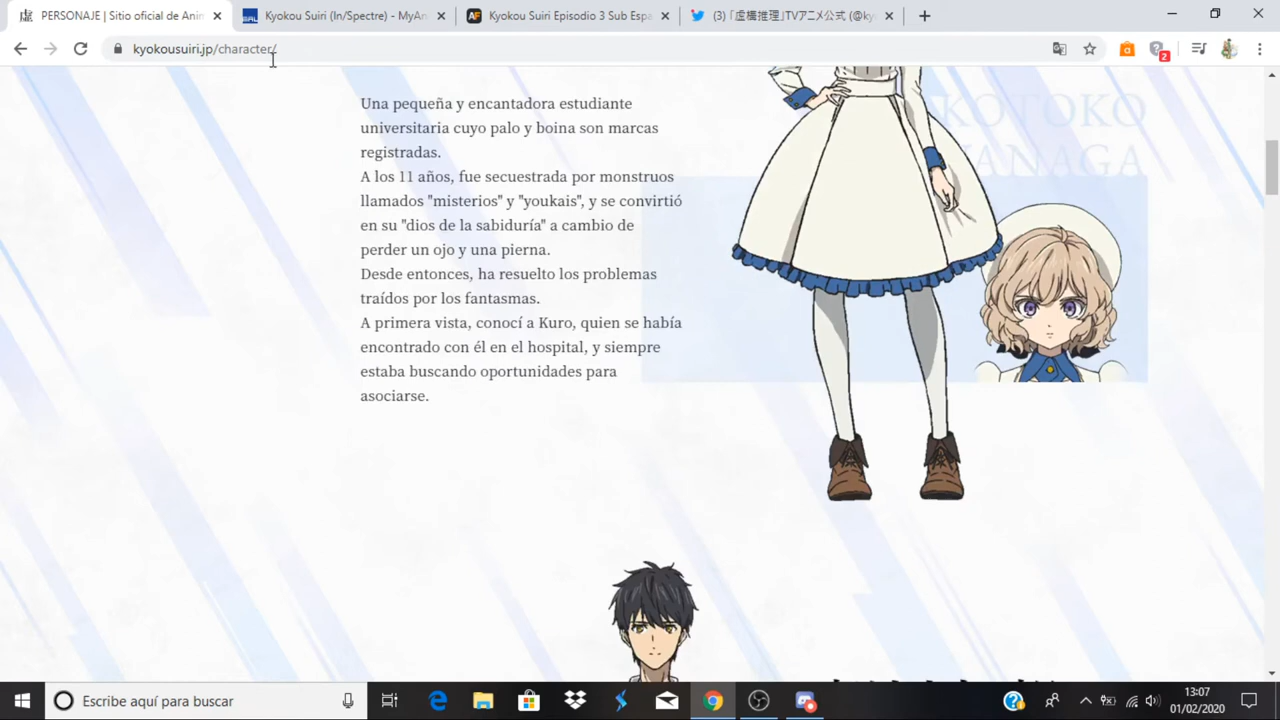 PERSONAJE | Sitio oficial de Anim
Kyokou Suiri (In/Spectre) - MyAn
Kyokou Suiri Episodio 3 Sub Espa
(3) 「虚構推理」TVアニメ公式 (@kyo
kyokousuiri.jp/character/
2
KOTOKO
Una pequeña y encantadora estudiante
universitaria cuyo palo y boina son marcas
registradas.
A los 11 años, fue secuestrada por monstruos
llamados "misterios" y "youkais", y se convirtió
en su "dios de la sabiduría" a cambio de
perder un ojo y una pierna.
Desde entonces, ha resuelto los problemas
traídos por los fantasmas.
A primera vista, conocí a Kuro, quien se había
encontrado con él en el hospital, y siempre
estaba buscando oportunidades para
asociarse.
Escribe aquí para buscar
13:07
01/02/2020